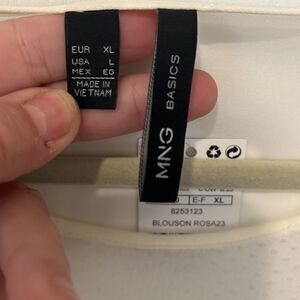 EUR XL
USA L
MEX EG
MADE IN
VIETNAM
MNG BASICS
E-F XL
8253123
BLOUSON ROSA23